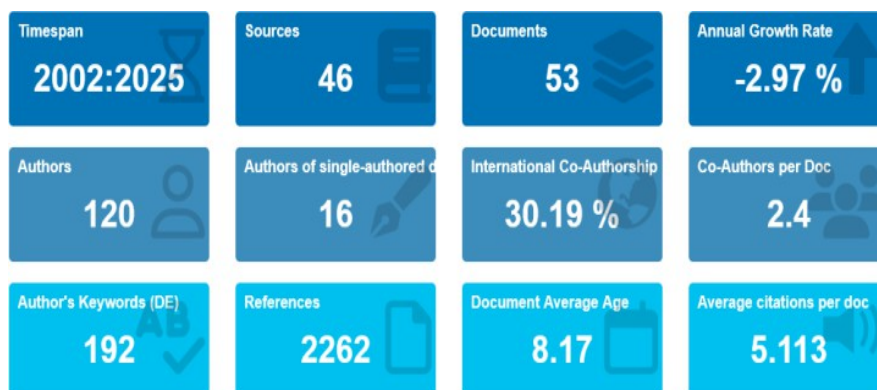 Timespan
2002:2025
Sources
46
Documents
53
Annual Growth Rate
-2.97 %
Authors
120
Authors of single-authored d
16
International Co-Authorship
30.19 %
Co-Authors per Doc
2.4
Author's Keywords (DE)
AB
192
References
2262
Document Average Age
8.17
Average citations per doc
5.113